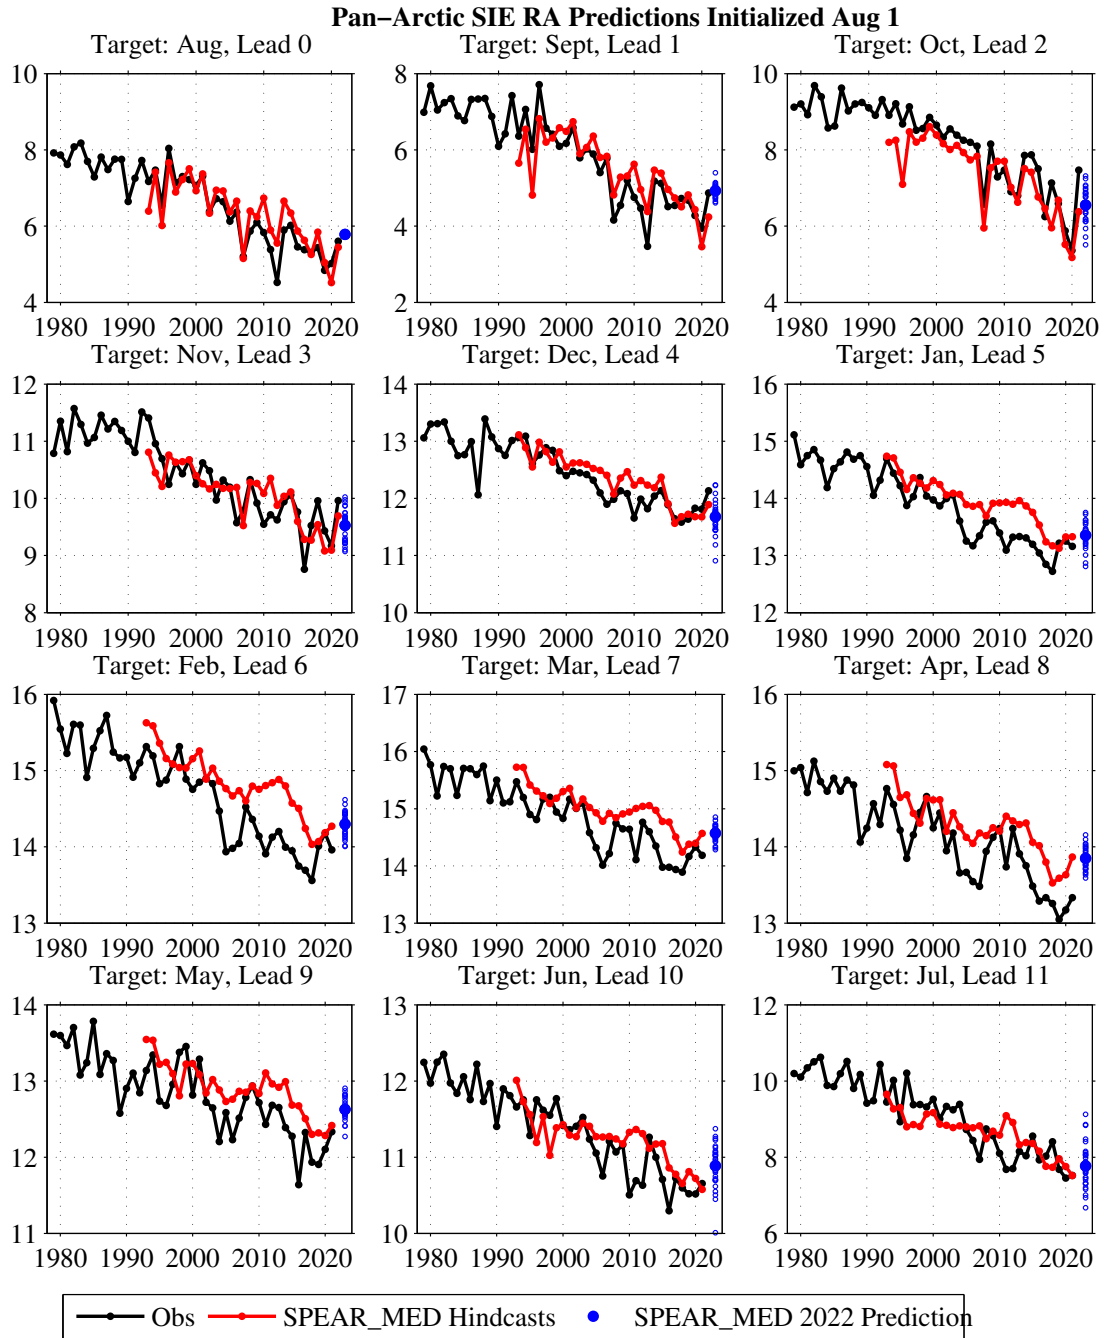 Pan−Arctic SIE RA Predictions Initialized Aug 1
Target: Aug, Lead 0
Target: Sept, Lead 1
Target: Oct, Lead 2
10
8
6
4
1980 1990 2000 2010 2020
8
6
4
2
1980 1990 2000 2010 2020
10
8
6
4
1980 1990 2000 2010 2020
Target: Nov, Lead 3
Target: Dec, Lead 4
Target: Jan, Lead 5
12
11
10
9
8
1980 1990 2000 2010 2020
14
13
12
11
10
1980 1990 2000 2010 2020
16
15
14
13
12
1980 1990 2000 2010 2020
Target: Feb, Lead 6
Target: Mar, Lead 7
Target: Apr, Lead 8
16
15
14
13
1980 1990 2000 2010 2020
17
16
15
14
13
1980 1990 2000 2010 2020
16
15
14
13
1980 1990 2000 2010 2020
Target: May, Lead 9
Target: Jun, Lead 10
Target: Jul, Lead 11
14
13
12
11
1980 1990 2000 2010 2020
13
12
11
10
1980 1990 2000 2010 2020
12
10
8
6
1980 1990 2000 2010 2020
Obs SPEAR_MED Hindcasts SPEAR_MED 2022 Prediction